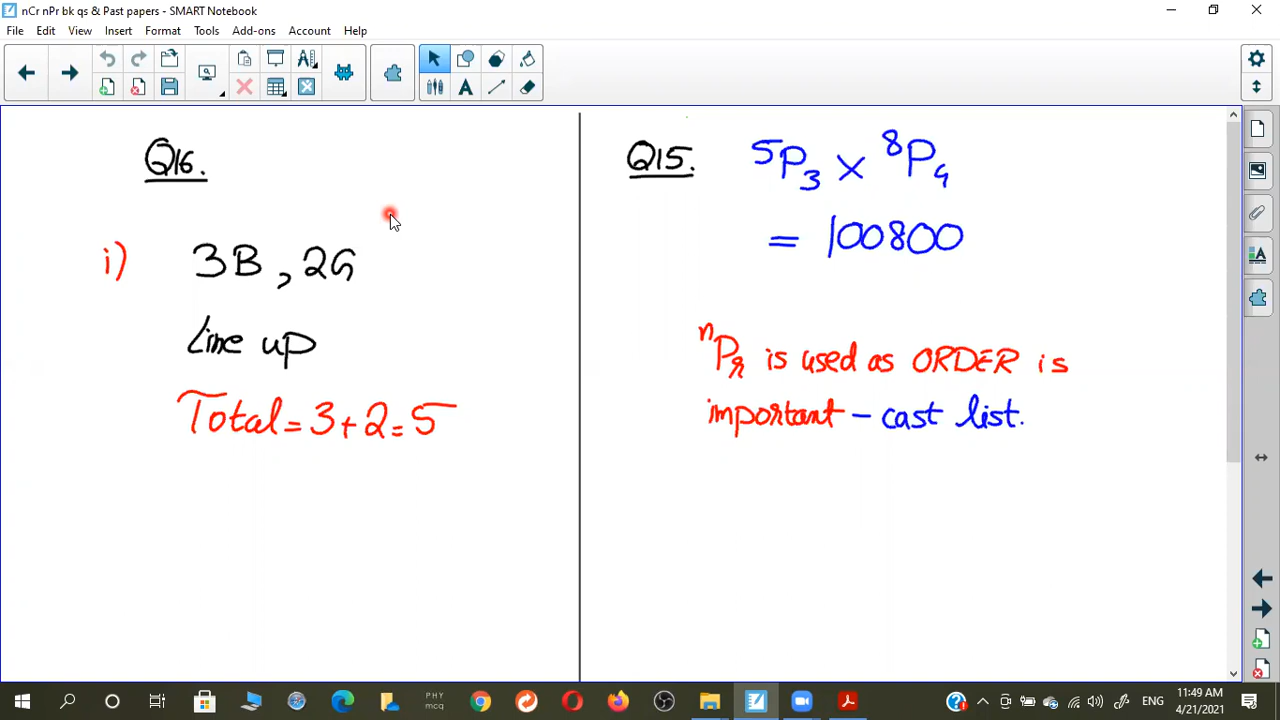 nCr nPr bk qs & Past papers - SMART Notebook
File Edit View Insert Format Tools Add-ons Account Help
Q16.
i) 3B, 2G
Line up
Total = 3+2=5
Q15. ⁵P₃ × ⁸P₄
= 100800
ⁿPᵣ is used as ORDER is
important - cast list.
PHY
mcq
ENG
11:49 AM
4/21/2021